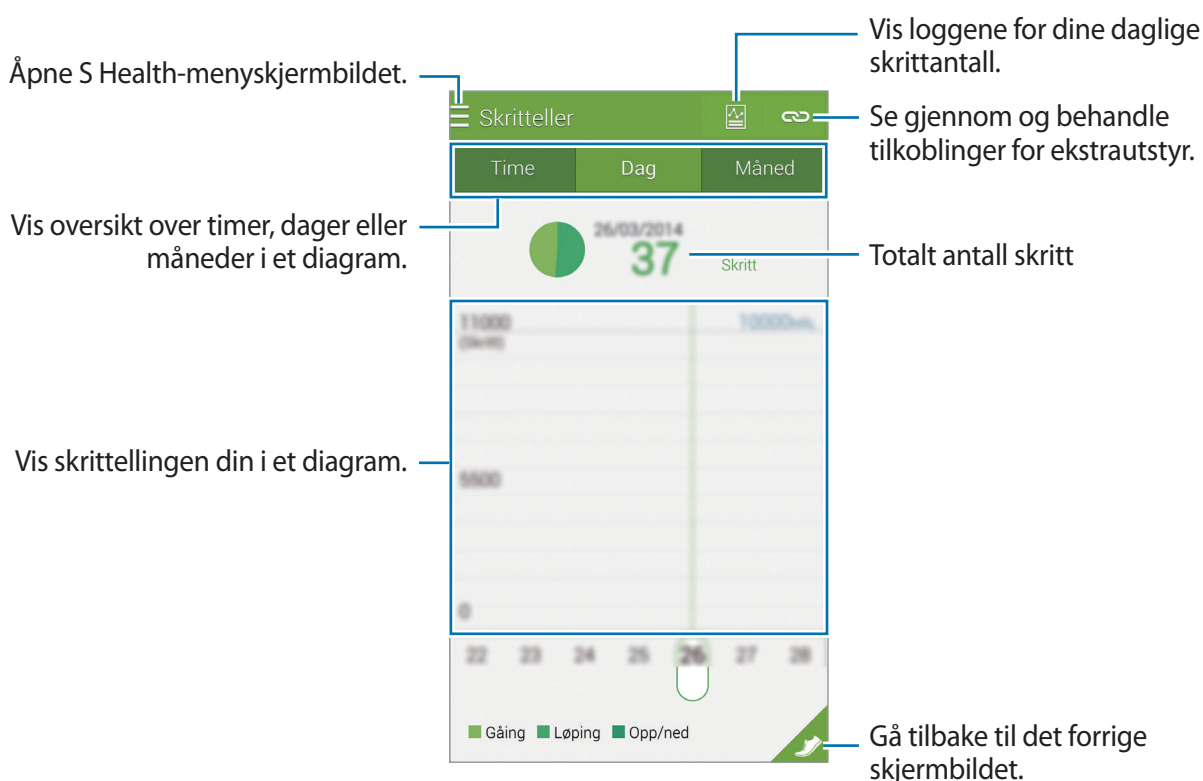 Vis loggene for dine daglige
skrittantall.
Åpne S Health-menyskjermbildet.
Skritteller
Se gjennom og behandle
tilkoblinger for ekstrautstyr.
Time Dag Måned
Vis oversikt over timer, dager eller
måneder i et diagram.
26/03/2014
37 Skritt
Totalt antall skritt
11000 10000
(Skritt)
Vis skrittellingen din i et diagram.
5500
0
22 23 24 25 26 27 28
Gåing Løping Opp/ned
Gå tilbake til det forrige
skjermbildet.